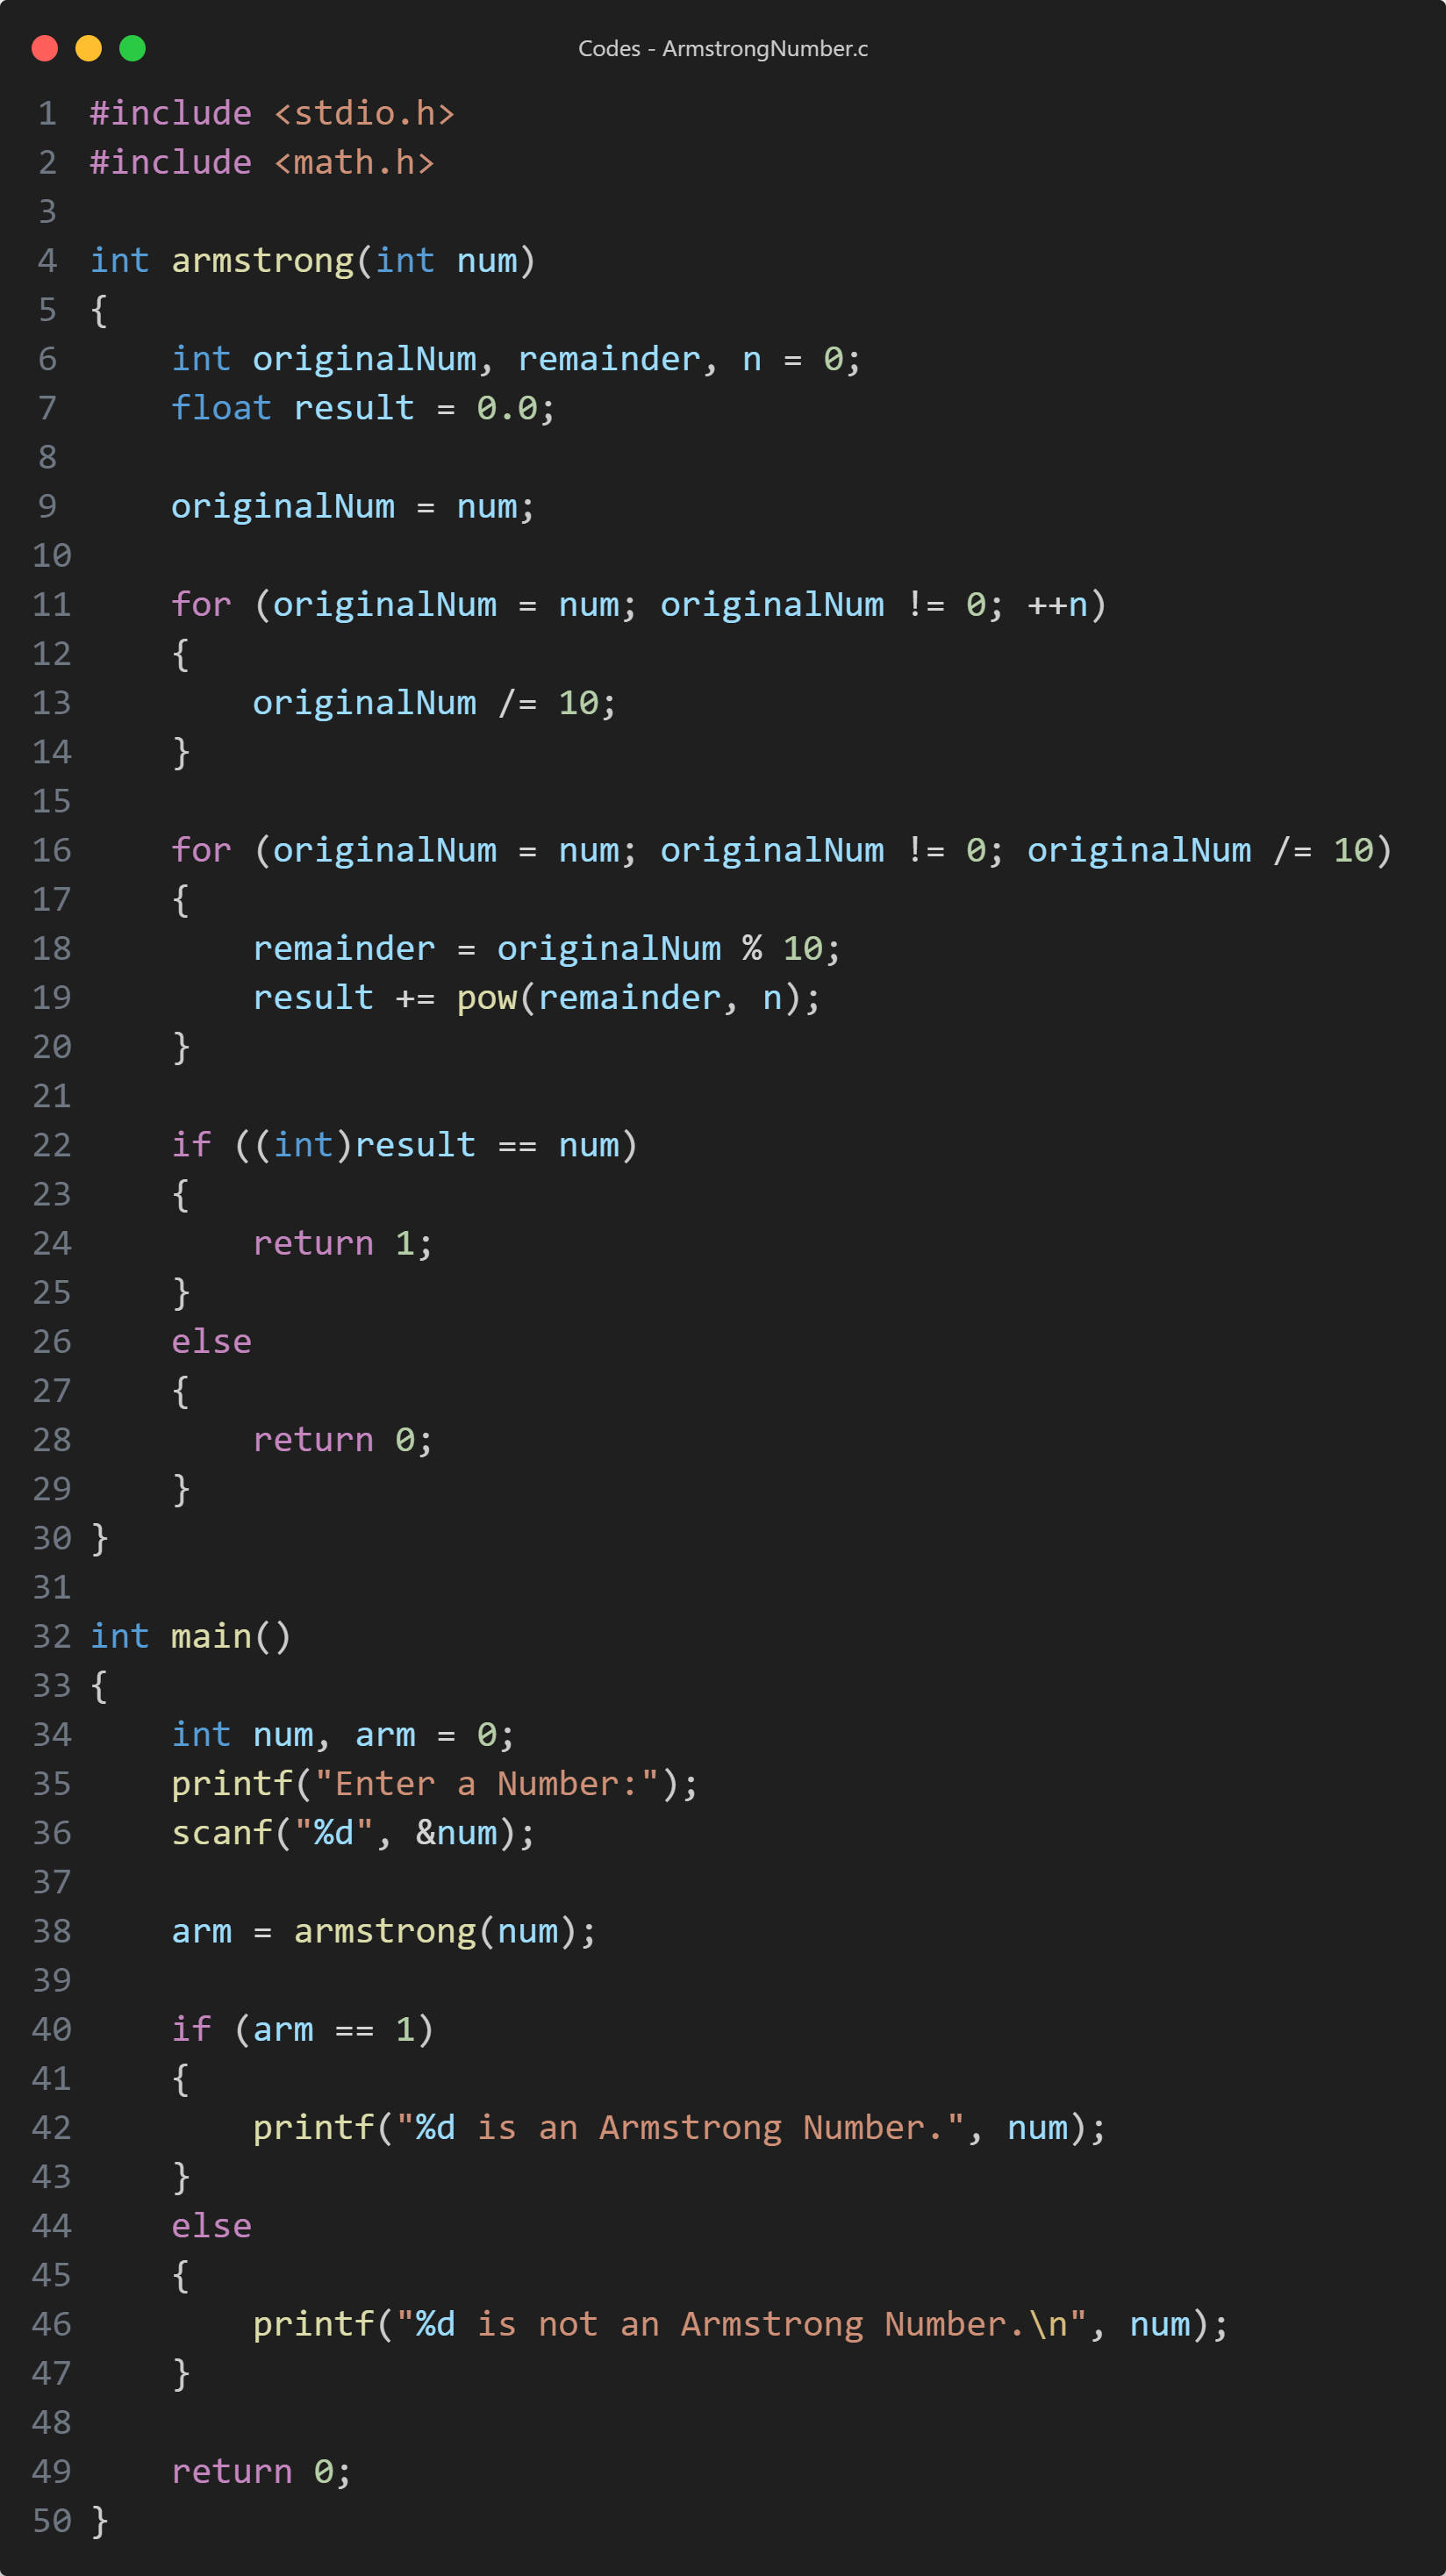 Codes - ArmstrongNumber.c
1 #include <stdio.h>
2 #include <math.h>
3
4 int armstrong(int num)
5 {
6     int originalNum, remainder, n = 0;
7     float result = 0.0;
8
9     originalNum = num;
10
11     for (originalNum = num; originalNum != 0; ++n)
12     {
13         originalNum /= 10;
14     }
15
16     for (originalNum = num; originalNum != 0; originalNum /= 10)
17     {
18         remainder = originalNum % 10;
19         result += pow(remainder, n);
20     }
21
22     if ((int)result == num)
23     {
24         return 1;
25     }
26     else
27     {
28         return 0;
29     }
30 }
31
32 int main()
33 {
34     int num, arm = 0;
35     printf("Enter a Number:");
36     scanf("%d", &num);
37
38     arm = armstrong(num);
39
40     if (arm == 1)
41     {
42         printf("%d is an Armstrong Number.", num);
43     }
44     else
45     {
46         printf("%d is not an Armstrong Number.\n", num);
47     }
48
49     return 0;
50 }